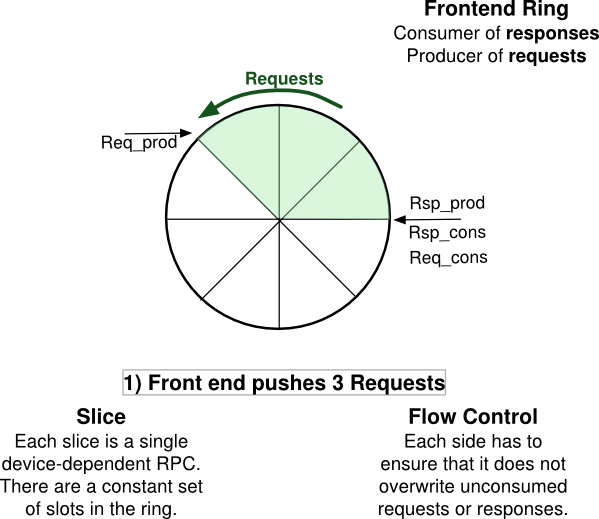 Frontend Ring
Consumer of responses
Producer of requests
Requests
Req_prod
Rsp_prod
Rsp_cons
Req_cons
1) Front end pushes 3 Requests
Slice
Each slice is a single
device-dependent RPC.
There are a constant set
of slots in the ring.
Flow Control
Each side has to
ensure that it does not
overwrite unconsumed
requests or responses.